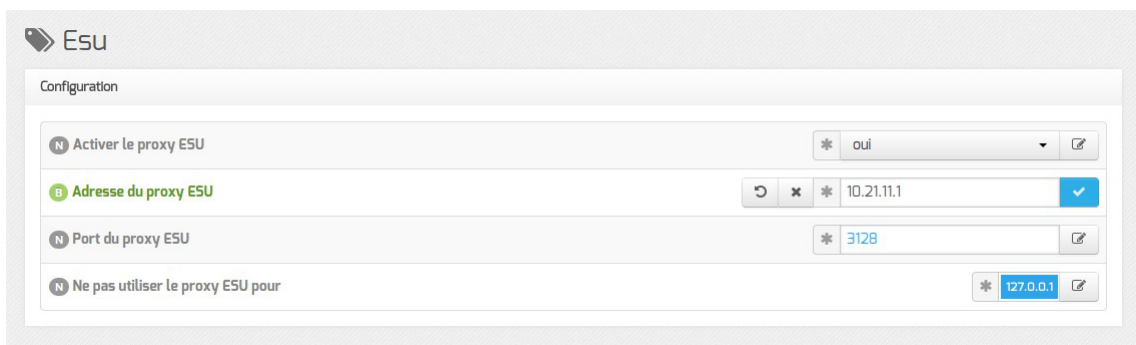 Esu
Configuration
N Activer le proxy ESU * oui
B Adresse du proxy ESU * 10.21.11.1
N Port du proxy ESU * 3128
N Ne pas utiliser le proxy ESU pour * 127.0.0.1